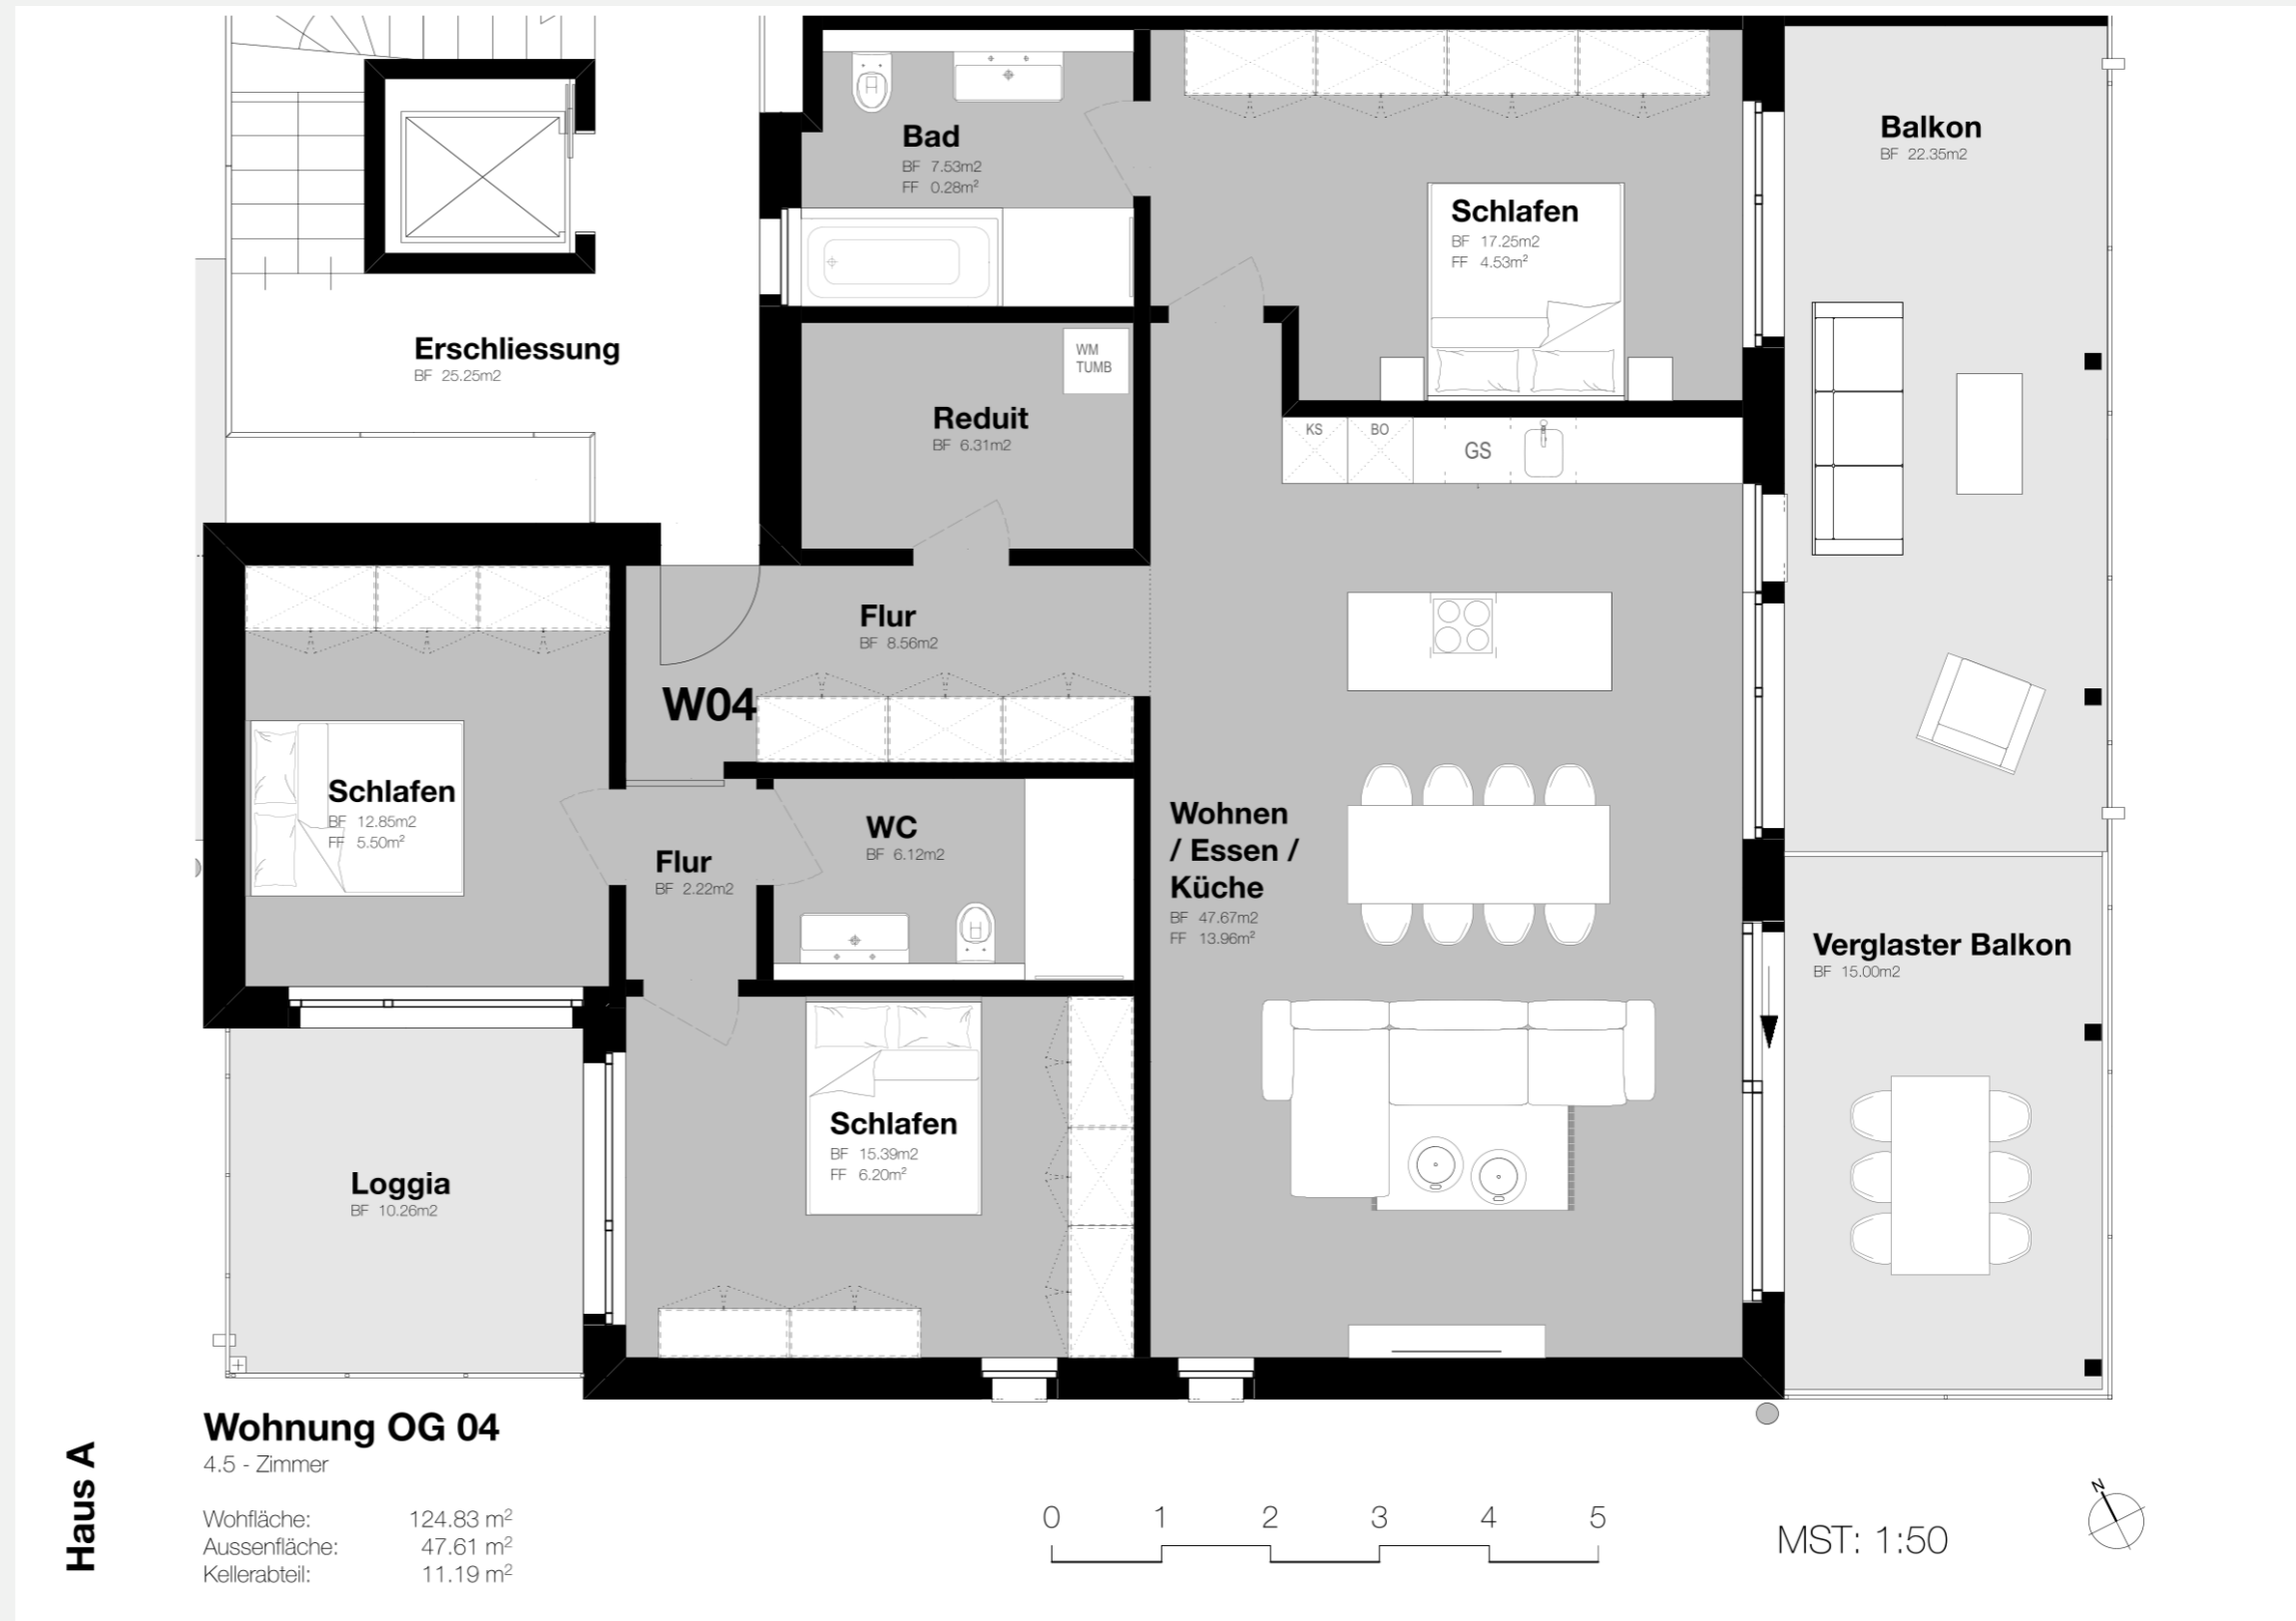 Bad
BF 7.53m2
FF 0.28m²
Balkon
BF 22.35m2
Schlafen
BF 17.25m2
FF 4.53m²
Erschliessung
BF 25.25m2
WM
TUMB
Reduit
BF 6.31m2
KS
BO
GS
Flur
BF 8.56m2
W04
Schlafen
BF 12.85m2
FF 5.50m²
Flur
BF 2.22m2
WC
BF 6.12m2
Wohnen
/ Essen /
Küche
BF 47.67m2
FF 13.96m²
Verglaster Balkon
BF 15.00m2
Schlafen
BF 15.39m2
FF 6.20m²
Loggia
BF 10.26m2
Haus A
Wohnung OG 04
4.5 - Zimmer
Wohfläche: 124.83 m²
Aussenfläche: 47.61 m²
Kellerabteil: 11.19 m²
0 1 2 3 4 5
MST: 1:50
N